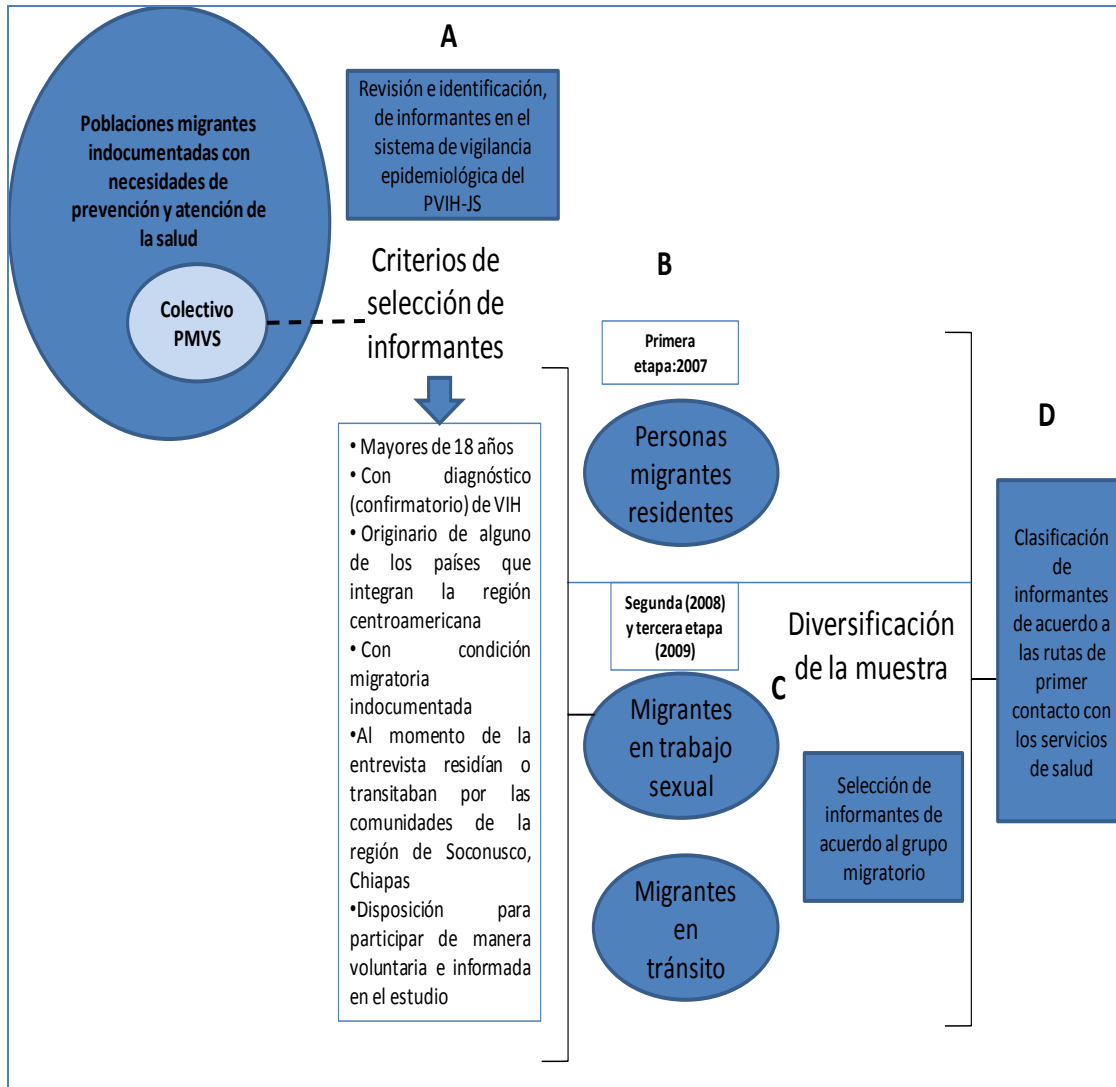 A
Revisión e identificación,
de informantes en el
sistema de vigilancia
epidemiológica del
PVIH-JS
Poblaciones migrantes
indocumentadas con
necesidades de
prevención y atención de
la salud
Colectivo
PMVS
Criterios de
selección de
informantes
• Mayores de 18 años
• Con diagnóstico
(confirmatorio) de VIH
• Originario de alguno
de los países que
integran la región
centroamericana
• Con condición
migratoria
indocumentada
•Al momento de la
entrevista residían o
transitaban por las
comunidades de la
región de Soconusco,
Chiapas
•Disposición para
participar de manera
voluntaria e informada
en el estudio
B
Primera
etapa:2007
Personas
migrantes
residentes
Segunda (2008)
y tercera etapa
(2009)
Migrantes
en trabajo
sexual
Migrantes
en
tránsito
C
Diversificación
de la muestra
Selección de
informantes de
acuerdo al grupo
migratorio
D
Clasificación
de
informantes
de acuerdo a
las rutas de
primer
contacto con
los servicios
de salud